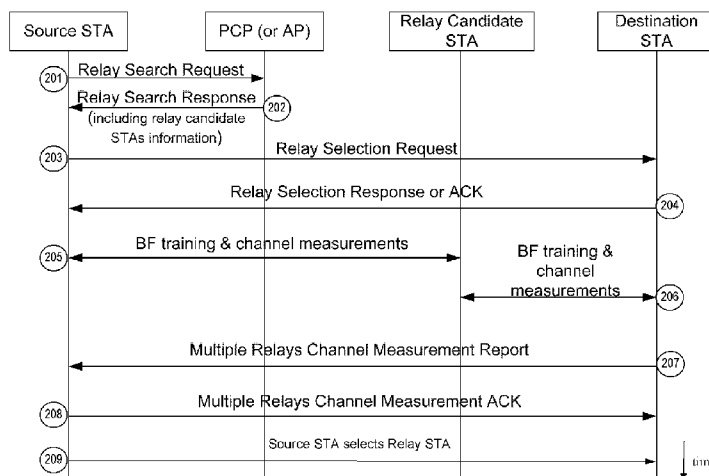 Source STA
PCP (or AP)
Relay Candidate
STA
Destination
STA
201
Relay Search Request
Relay Search Response
202
(including relay candidate
STAs information)
203
Relay Selection Request
Relay Selection Response or ACK
204
205
BF training & channel measurements
BF training &
channel
measurements
206
Multiple Relays Channel Measurement Report
207
208
Multiple Relays Channel Measurement ACK
209
Source STA selects Relay STA